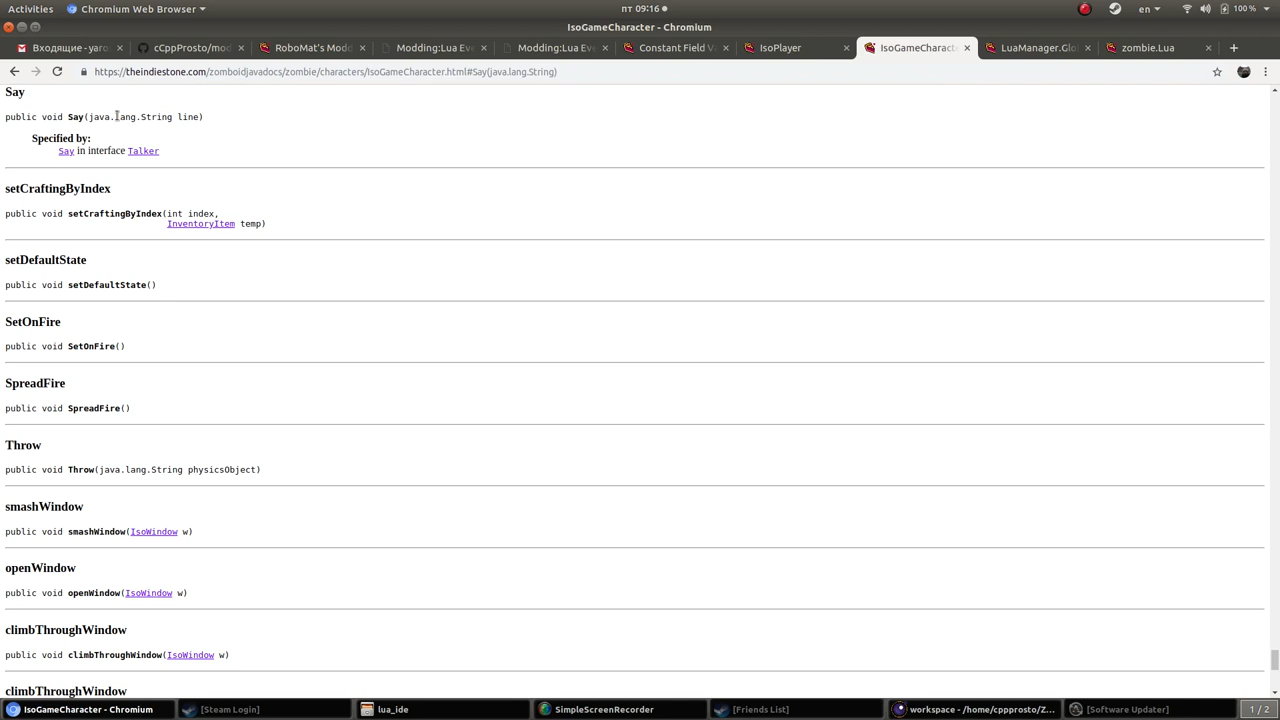 Activities Chromium Web Browser пт 09:16 en 100 %
IsoGameCharacter - Chromium
Входящие - yaro cCppProsto/mod RoboMat's Modd Modding:Lua Eve Modding:Lua Eve Constant Field Va IsoPlayer IsoGameCharact LuaManager.Glo zombie.Lua
https://theindiestone.com/zomboidjavadocs/zombie/characters/IsoGameCharacter.html#Say(java.lang.String)
Say
public void Say(java.lang.String line)
Specified by:
Say in interface Talker
setCraftingByIndex
public void setCraftingByIndex(int index,
InventoryItem temp)
setDefaultState
public void setDefaultState()
SetOnFire
public void SetOnFire()
SpreadFire
public void SpreadFire()
Throw
public void Throw(java.lang.String physicsObject)
smashWindow
public void smashWindow(IsoWindow w)
openWindow
public void openWindow(IsoWindow w)
climbThroughWindow
public void climbThroughWindow(IsoWindow w)
climbThroughWindow
IsoGameCharacter - Chromium [Steam Login] lua_ide SimpleScreenRecorder [Friends List] workspace - /home/cppprosto/Z... [Software Updater] 1 / 2